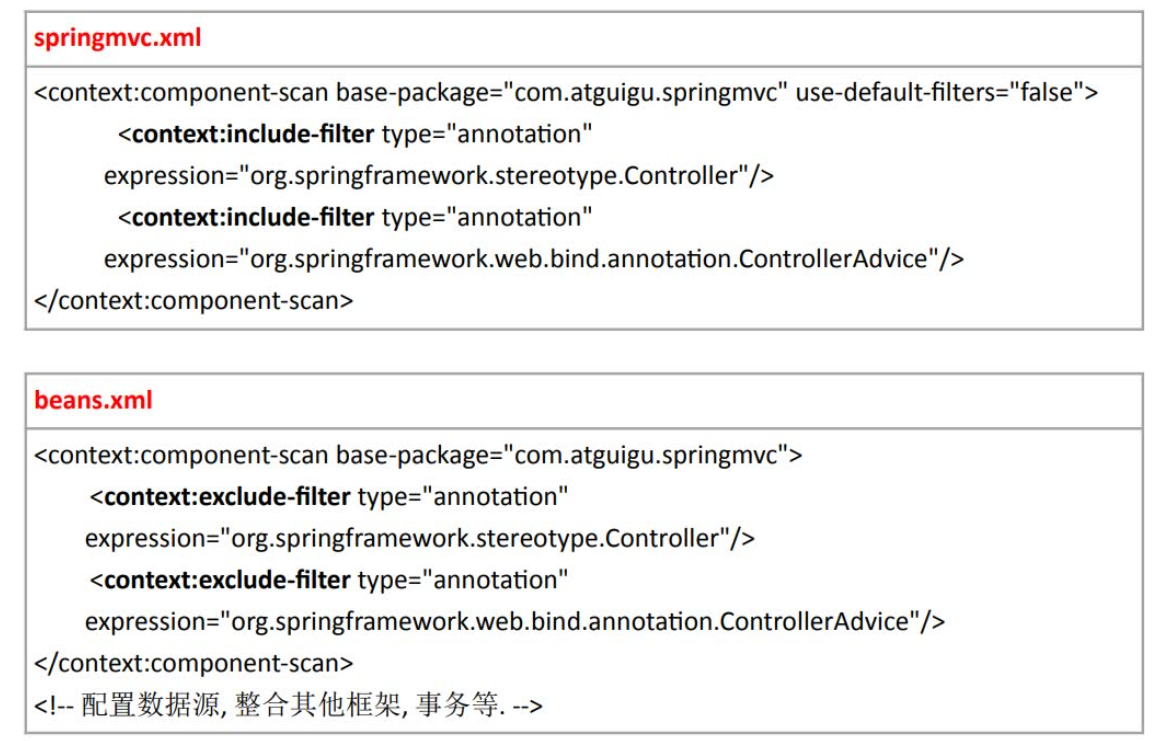 springmvc.xml
<context:component-scan base-package="com.atguigu.springmvc" use-default-filters="false">
<context:include-filter type="annotation"
expression="org.springframework.stereotype.Controller"/>
<context:include-filter type="annotation"
expression="org.springframework.web.bind.annotation.ControllerAdvice"/>
</context:component-scan>
beans.xml
<context:component-scan base-package="com.atguigu.springmvc">
<context:exclude-filter type="annotation"
expression="org.springframework.stereotype.Controller"/>
<context:exclude-filter type="annotation"
expression="org.springframework.web.bind.annotation.ControllerAdvice"/>
</context:component-scan>
<!-- 配置数据源, 整合其他框架, 事务等. -->